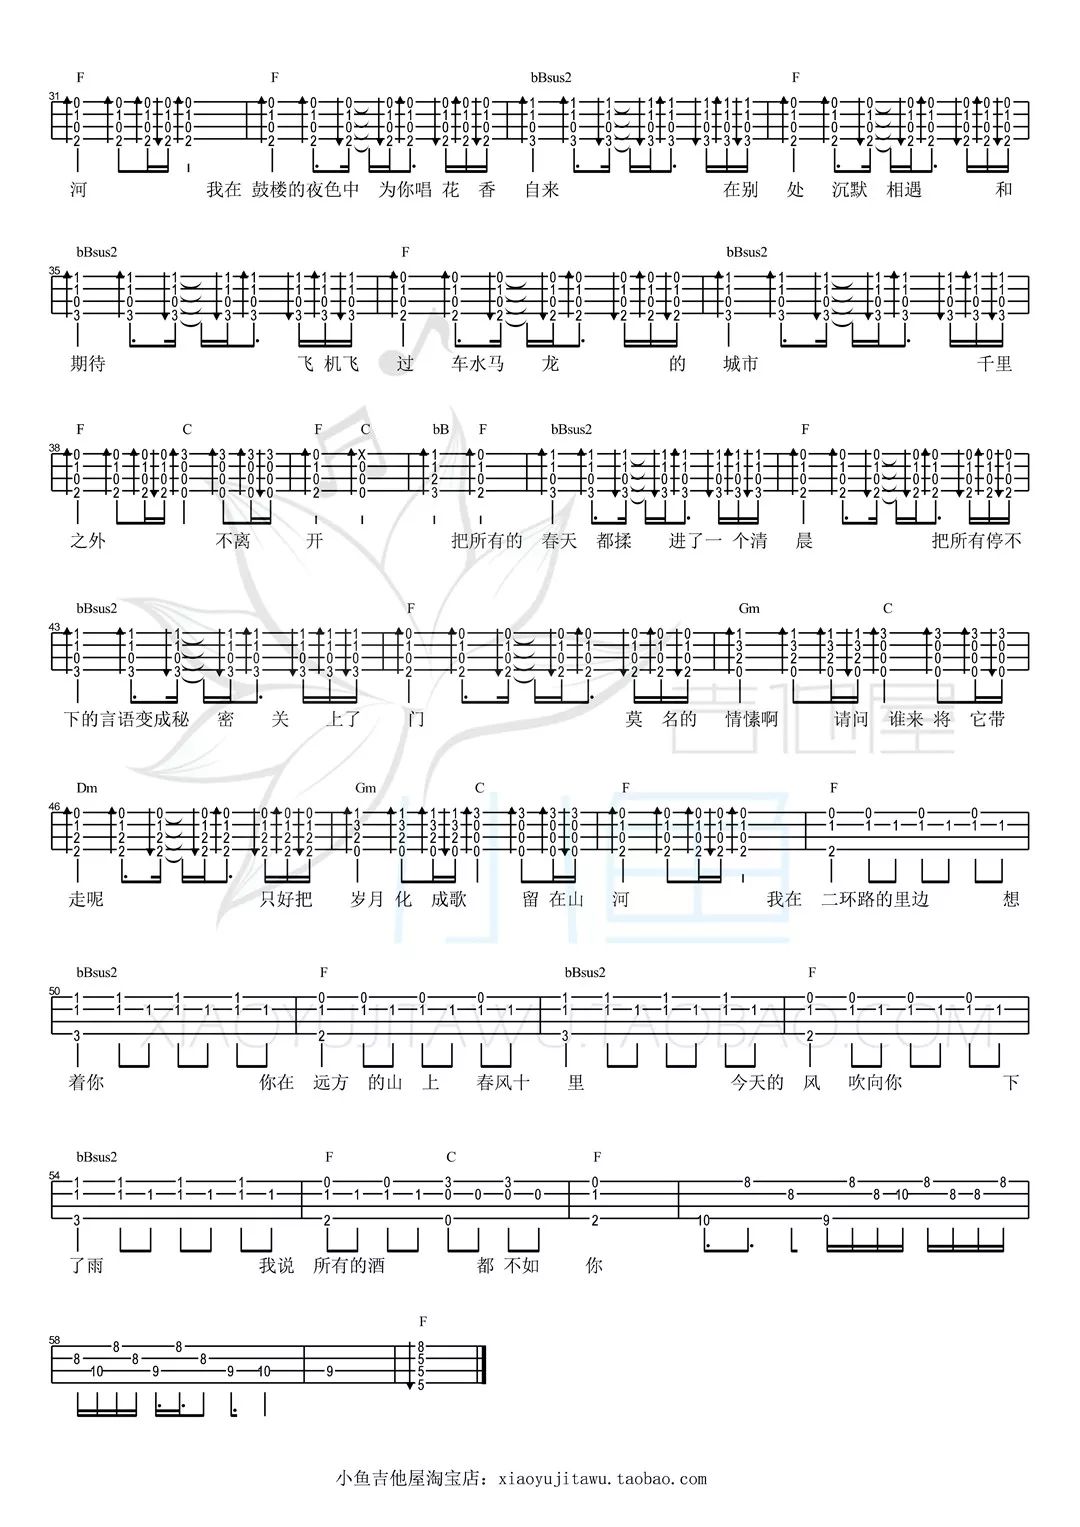 F F bBsus2 F
31
河 我在 鼓楼的夜色中 为你唱 花 香 自来 在别 处 沉默 相遇 和
bBsus2 F bBsus2
35
期待 飞 机飞 过 车水马 龙 的 城市 千里
F C F C bB F bBsus2 F
38
之外 不离 开 把所有的 春天 都揉 进了一 个清 晨 把所有停不
bBsus2 F Gm C
43
下的言语变成秘 密 关 上了 门 莫 名的 情愫啊 请问 谁来 将 它带
Dm Gm C F F
46
走呢 只好把 岁月 化 成歌 留 在山 河 我在 二环路的里边 想
bBsus2 F bBsus2 F
50
着你 你在 远方 的山 上 春风十 里 今天的 风 吹向你 下
bBsus2 F C F
54
了雨 我说 所有的酒 都 不如 你
F
58
小鱼吉他屋淘宝店：xiaoyujitawu.taobao.com
小鱼
吉他屋
XIAOYUJITAWU.TAOBAO.COM